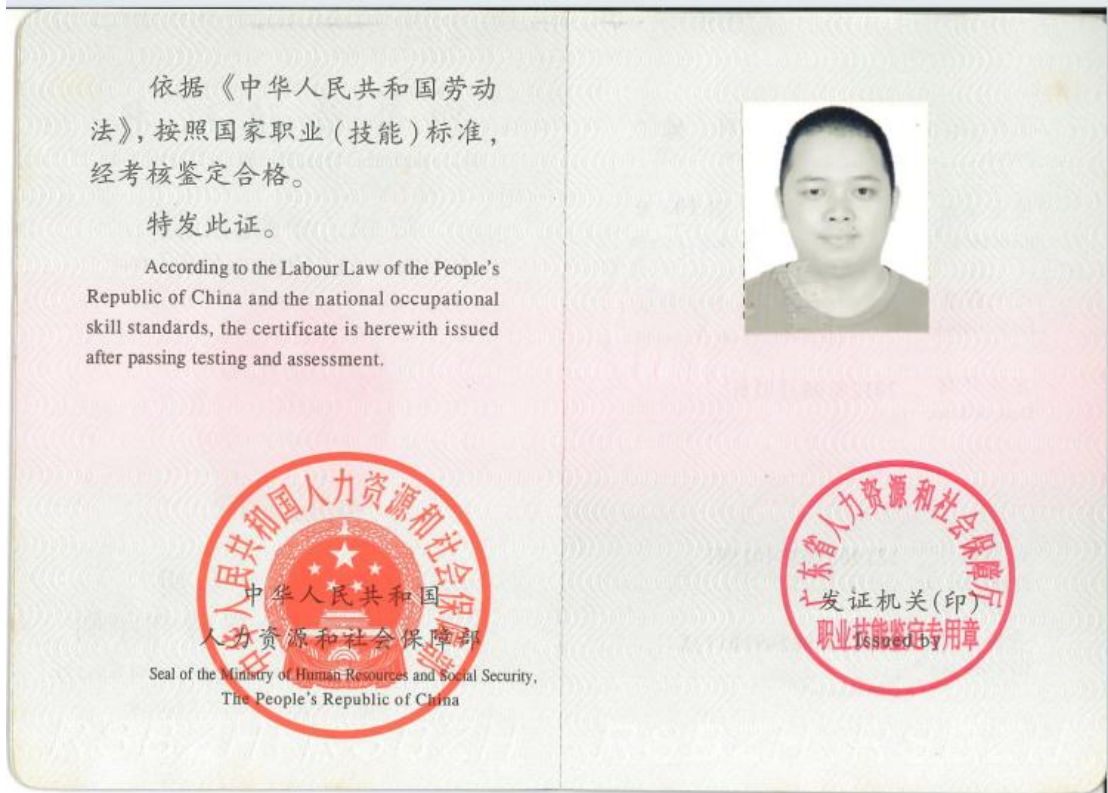 依据《中华人民共和国劳动
法》,按照国家职业(技能)标准,
经考核鉴定合格。
特发此证。
According to the Labour Law of the People's
Republic of China and the national occupational
skill standards, the certificate is herewith issued
after passing testing and assessment.
中华人民共和国人力资源和社会保障部
中华人民共和国
人力资源和社会保障部
Seal of the Ministry of Human Resources and Social Security,
The People's Republic of China
广东省人力资源和社会保障厅
发证机关(印)
职业技能鉴定专用章
Issued by
RSBZH RSBZH RSBZH RSBZH